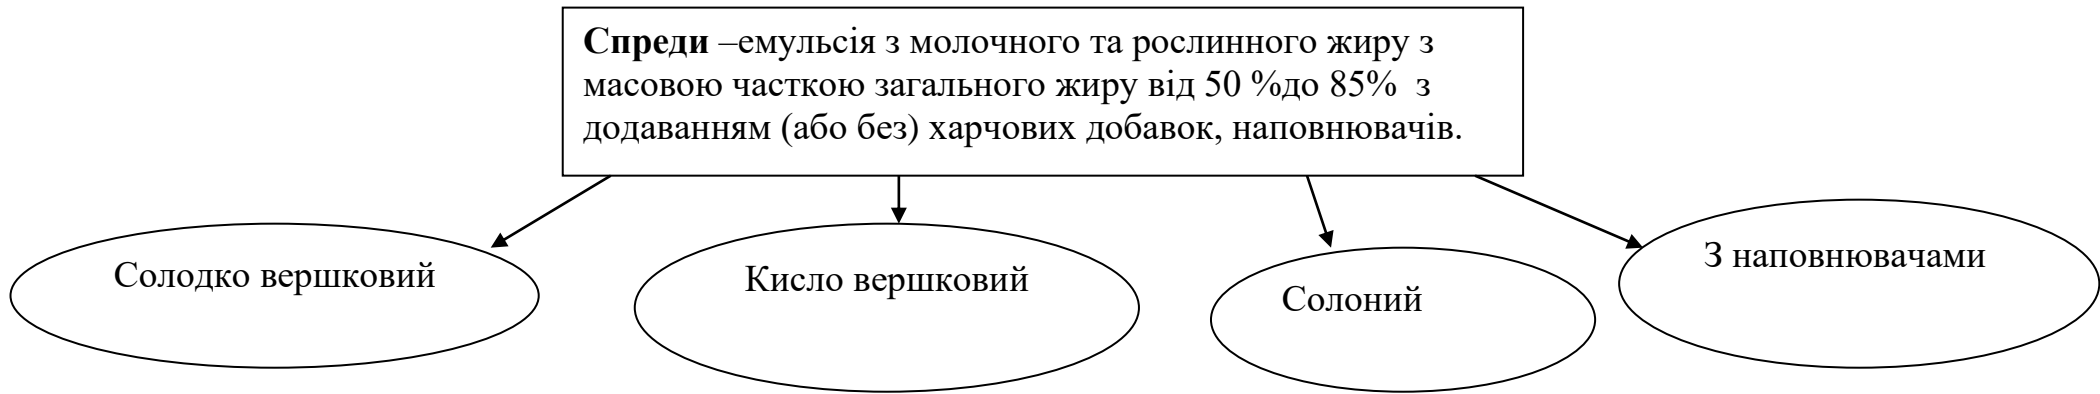 Спреди –емульсія з молочного та рослинного жиру з
масовою часткою загального жиру від 50 %до 85%  з
додаванням (або без) харчових добавок, наповнювачів.
Солодко вершковий
Кисло вершковий
Солоний
З наповнювачами